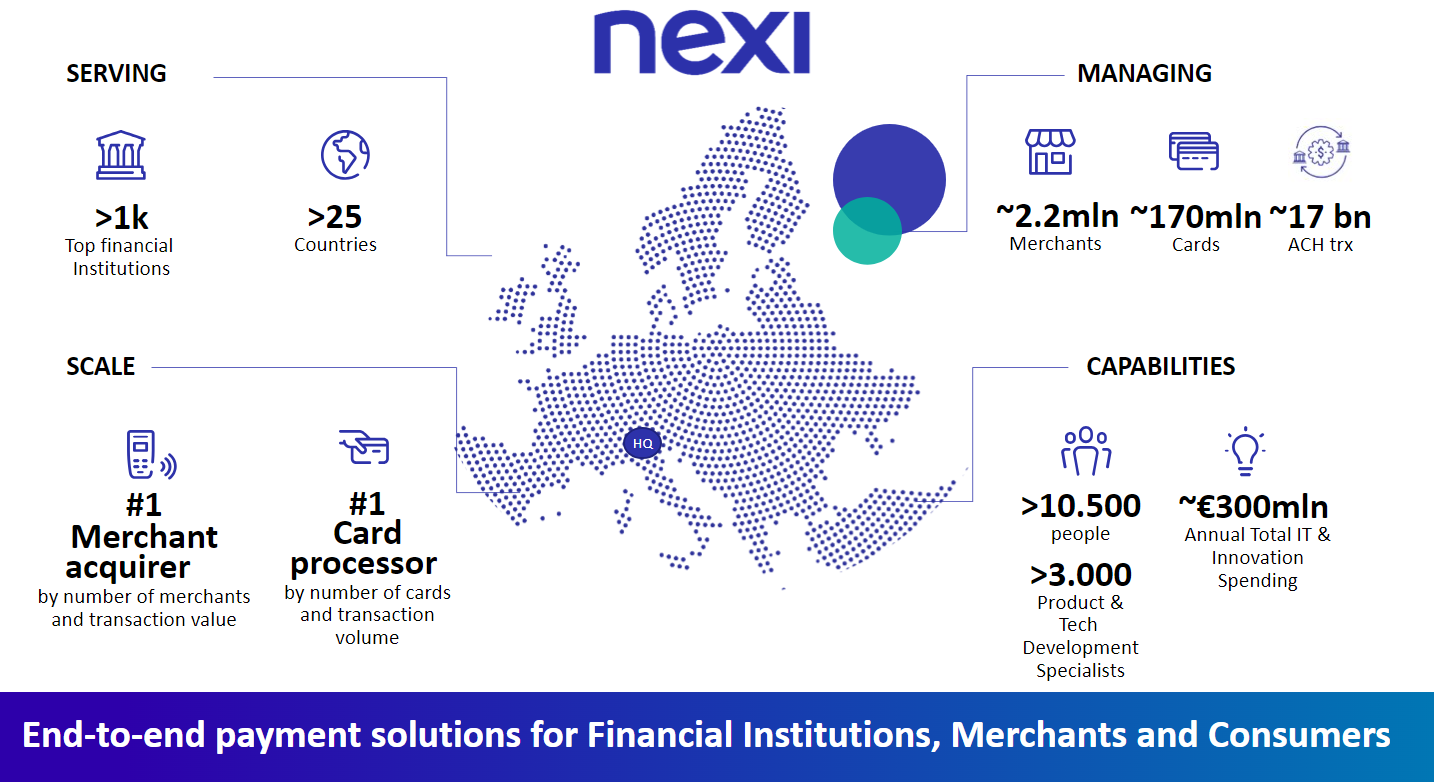 nexi
SERVING
>1k
Top financial
Institutions
>25
Countries
MANAGING
~2.2mln
Merchants
~170mln
Cards
~17 bn
ACH trx
SCALE
#1
Merchant
acquirer
by number of merchants
and transaction value
#1
Card
processor
by number of cards
and transaction
volume
HQ
CAPABILITIES
>10.500
people
>3.000
Product &
Tech
Development
Specialists
~€300mln
Annual Total IT &
Innovation
Spending
End-to-end payment solutions for Financial Institutions, Merchants and Consumers